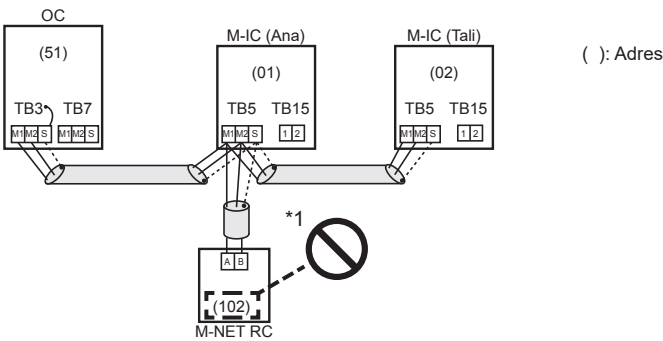 OC
(51)
TB3 TB7
M1 M2 S M1 M2 S
M-IC (Ana)
(01)
TB5 TB15
M1 M2 S 1 2
M-IC (Tali)
(02)
TB5 TB15
M1 M2 S 1 2
( ): Adres
*1
A B
(102)
M-NET RC